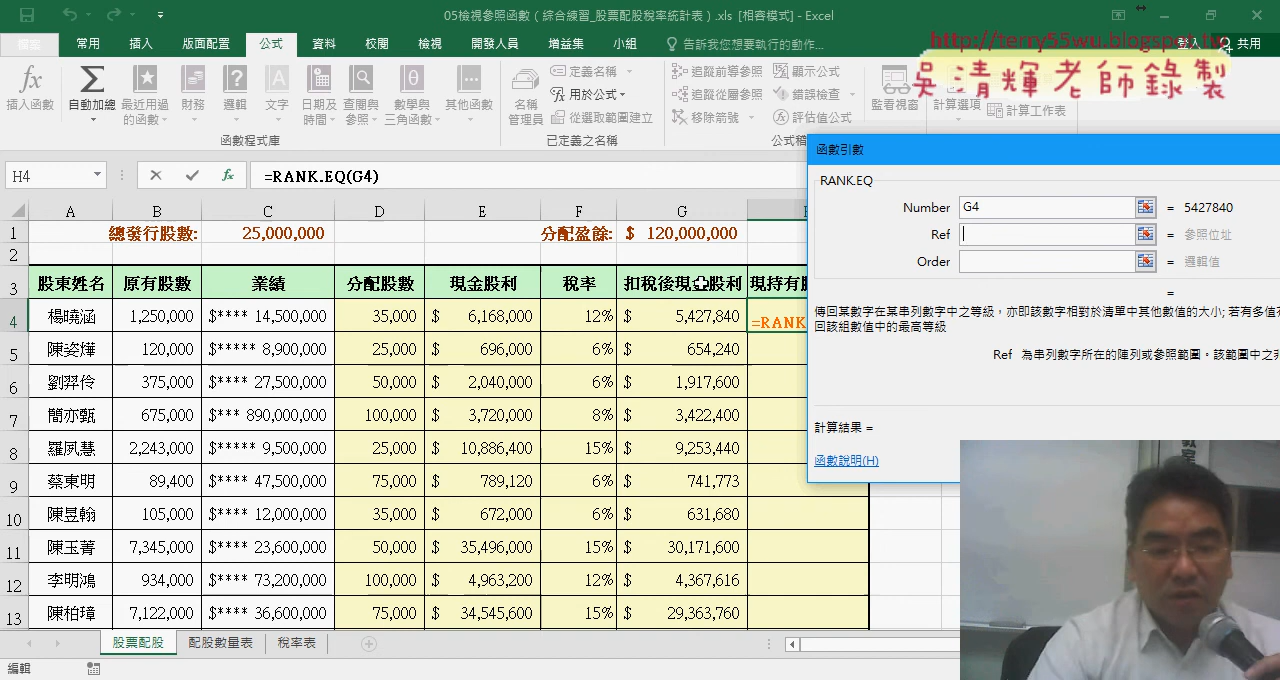 05檢視參照函數（綜合練習_股票配股稅率統計表）.xls [相容模式] - Excel
檔案 常用 插入 版面配置 公式 資料 校閱 檢視 開發人員 增益集 小組 告訴我您想要執行的動作... 登入 共用
http://terry55wu.blogspot.tw
吳清輝老師錄製
插入函數 自動加總 最近用過的函數 財務 邏輯 文字 日期及時間 查閱與參照 數學與三角函數 其他函數
函數程式庫
名稱管理員 定義名稱 用於公式 從選取範圍建立
已定義之名稱
追蹤前導參照 追蹤從屬參照 移除箭號 顯示公式 錯誤檢查 評估值公式
公式稽
監看視窗 計算選項 計算工作表
H4 fx =RANK.EQ(G4)
A B C D E F G
1 總發行股數: 25,000,000 分配盈餘: $ 120,000,000
2
3 股東姓名 原有股數 業績 分配股數 現金股利 稅率 扣稅後現金股利 現持有
4 楊曉涵 1,250,000 $**** 14,500,000 35,000 $ 6,168,000 12% $ 5,427,840 =RANK
5 陳姿燁 120,000 $***** 8,900,000 25,000 $ 696,000 6% $ 654,240
6 劉羿伶 375,000 $**** 27,500,000 50,000 $ 2,040,000 6% $ 1,917,600
7 簡亦甄 675,000 $*** 890,000,000 100,000 $ 3,720,000 8% $ 3,422,400
8 羅夙慧 2,243,000 $***** 9,500,000 25,000 $ 10,886,400 15% $ 9,253,440
9 蔡東明 89,400 $**** 47,500,000 75,000 $ 789,120 6% $ 741,773
10 陳昱翰 105,000 $**** 12,000,000 35,000 $ 672,000 6% $ 631,680
11 陳玉菁 7,345,000 $**** 23,600,000 50,000 $ 35,496,000 15% $ 30,171,600
12 李明鴻 934,000 $**** 73,200,000 100,000 $ 4,963,200 12% $ 4,367,616
13 陳柏璋 7,122,000 $**** 36,600,000 75,000 $ 34,545,600 15% $ 29,363,760
函數引數
RANK.EQ
Number G4 = 5427840
Ref = 參照位址
Order = 邏輯值
=
傳回某數字在某串列數字中之等級，亦即該數字相對於清單中其他數值的大小; 若有多值
回該組數值中的最高等級
Ref 為串列數字所在的陣列或參照範圍。該範圍中之非
計算結果 =
函數說明(H)
教室
股票配股 配股數量表 稅率表
編輯